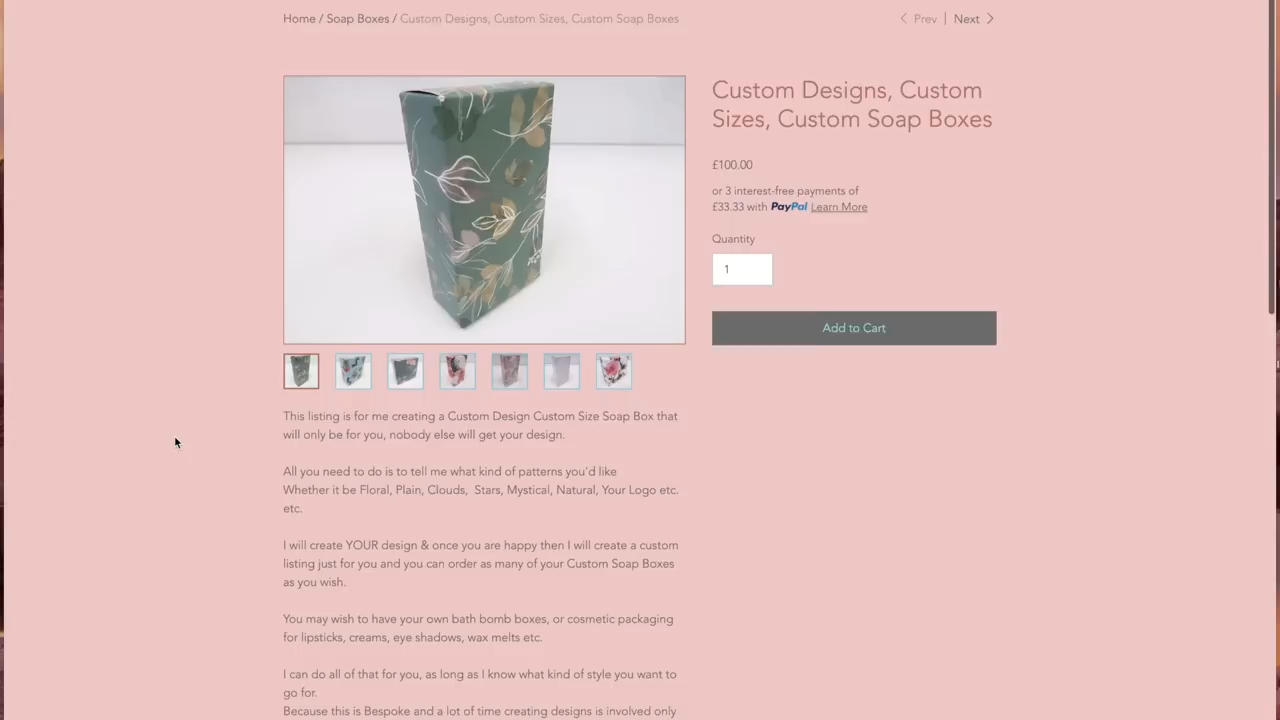 Home / Soap Boxes / Custom Designs, Custom Sizes, Custom Soap Boxes
Prev | Next
Custom Designs, Custom
Sizes, Custom Soap Boxes
£100.00
or 3 interest-free payments of
£33.33 with PayPal Learn More
Quantity
1
Add to Cart
This listing is for me creating a Custom Design Custom Size Soap Box that
will only be for you, nobody else will get your design.
All you need to do is to tell me what kind of patterns you'd like
Whether it be Floral, Plain, Clouds,  Stars, Mystical, Natural, Your Logo etc.
etc.
I will create YOUR design & once you are happy then I will create a custom
listing just for you and you can order as many of your Custom Soap Boxes
as you wish.
You may wish to have your own bath bomb boxes, or cosmetic packaging
for lipsticks, creams, eye shadows, wax melts etc.
I can do all of that for you, as long as I know what kind of style you want to
go for.
Because this is Bespoke and a lot of time creating designs is involved only